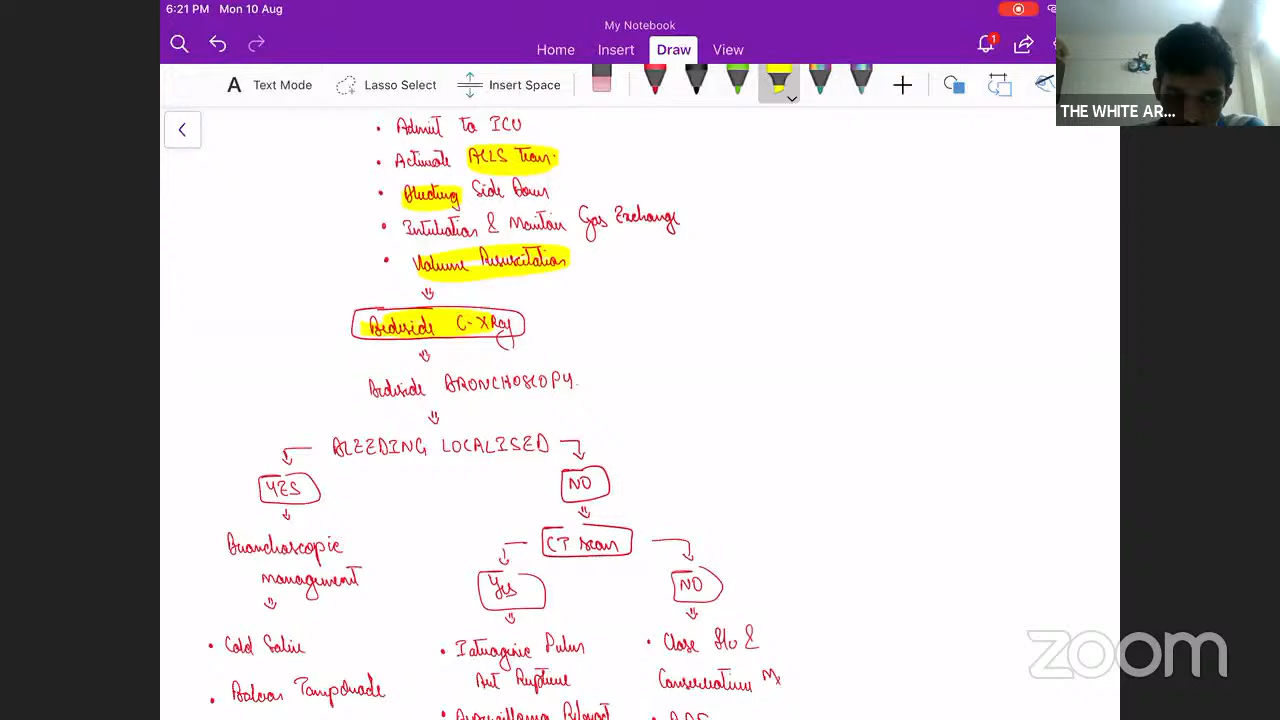 6:21 PM Mon 10 Aug
My Notebook
Home Insert Draw View
1
A Text Mode Lasso Select Insert Space
THE WHITE AR...
• Admit to ICU
• Activate ACLS Team.
• Bleeding Side Down
• Intubation & Maintain Gas Exchange
• Volume Resuscitation
Bedside C-XRay
Bedside BRONCHOSCOPY.
BLEEDING LOCALISED
YES
NO
Bronchoscopic
management
CT scan
Yes
NO
• Cold Saline
• Baloon Tamponade
• Iatrogenic Pulm
Art Rupture
• Close F/U &
Conservative Mx
zoom